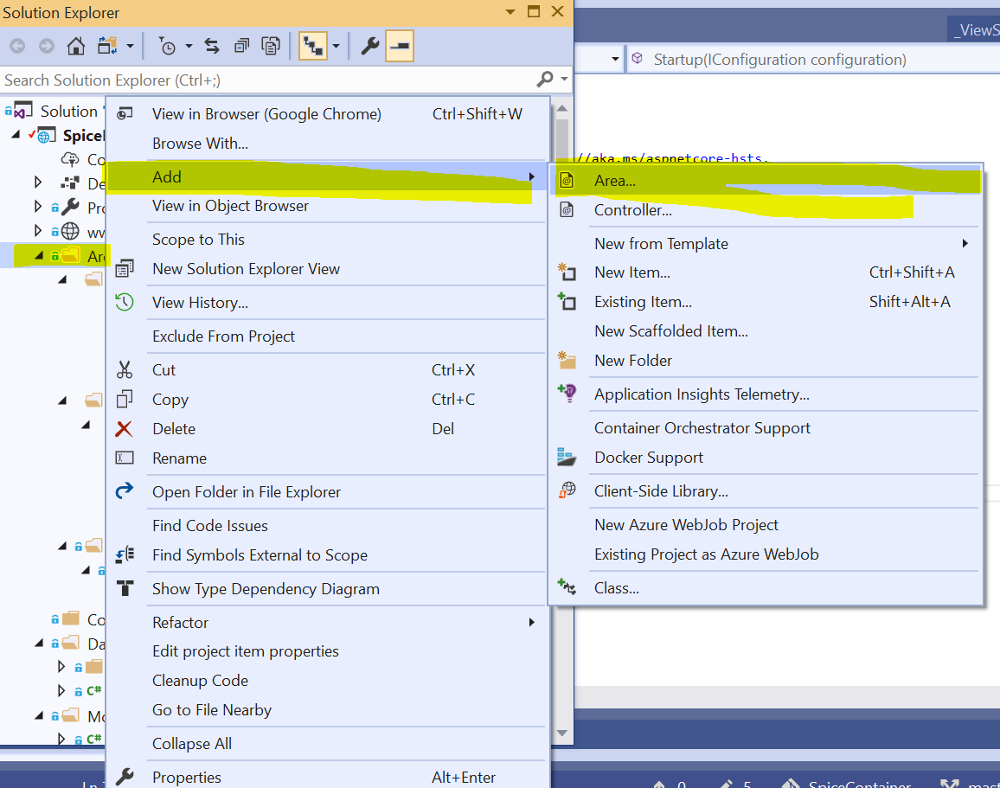 Solution Explorer
_ViewS
Startup(IConfiguration configuration)
Search Solution Explorer (Ctrl+;)
Solution '
SpiceI
Co
De
Pro
ww
Are
Co
Da
C#
Mo
C#
View in Browser (Google Chrome) Ctrl+Shift+W
Browse With...
Add
View in Object Browser
Scope to This
New Solution Explorer View
View History...
Exclude From Project
Cut Ctrl+X
Copy Ctrl+C
Delete Del
Rename
Open Folder in File Explorer
Find Code Issues
Find Symbols External to Scope
Show Type Dependency Diagram
Refactor
Edit project item properties
Cleanup Code
Go to File Nearby
Collapse All
Properties Alt+Enter
//aka.ms/aspnetcore-hsts.
Area...
Controller...
New from Template
New Item... Ctrl+Shift+A
Existing Item... Shift+Alt+A
New Scaffolded Item...
New Folder
Application Insights Telemetry...
Container Orchestrator Support
Docker Support
Client-Side Library...
New Azure WebJob Project
Existing Project as Azure WebJob
Class...
0 5 SpiceContainer mast